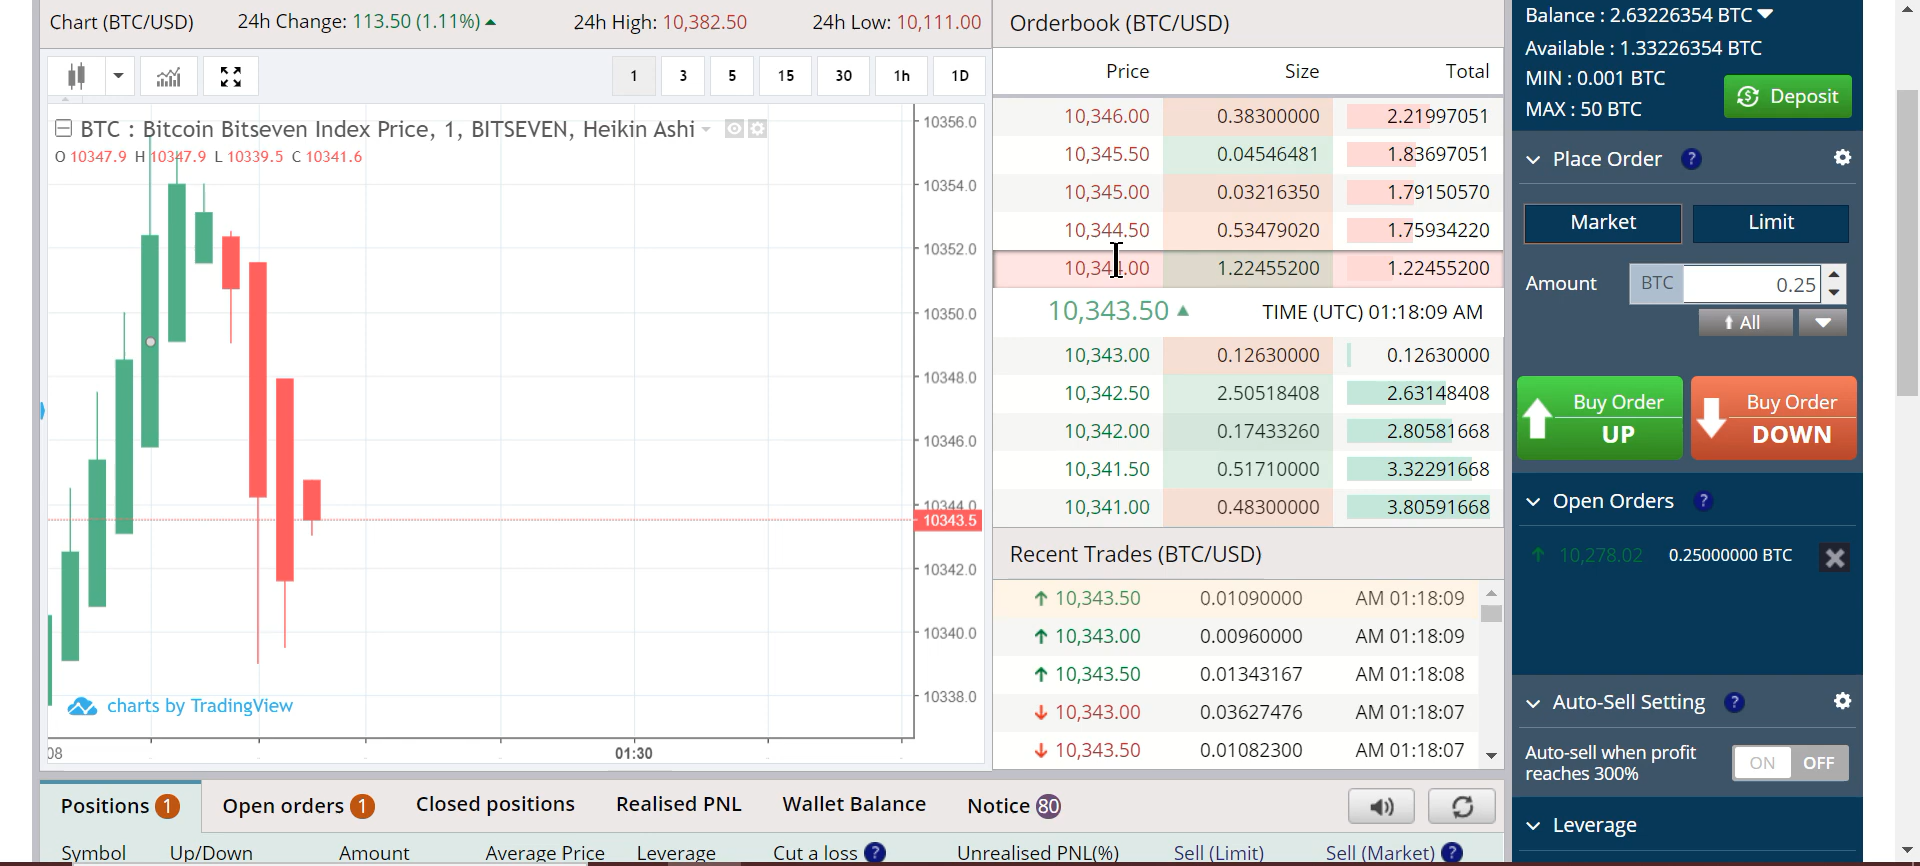 Chart (BTC/USD) 24h Change: 113.50 (1.11%) 24h High: 10,382.50 24h Low: 10,111.00
1 3 5 15 30 1h 1D
BTC : Bitcoin Bitseven Index Price, 1, BITSEVEN, Heikin Ashi
O 10347.9 H 10347.9 L 10339.5 C 10341.6
10356.0
10354.0
10352.0
10350.0
10348.0
10346.0
10344.0
10343.5
10342.0
10340.0
10338.0
charts by TradingView
08 01:30
Orderbook (BTC/USD)
Price Size Total
10,346.00 0.38300000 2.21997051
10,345.50 0.04546481 1.83697051
10,345.00 0.03216350 1.79150570
10,344.50 0.53479020 1.75934220
10,344.00 1.22455200 1.22455200
10,343.50 TIME (UTC) 01:18:09 AM
10,343.00 0.12630000 0.12630000
10,342.50 2.50518408 2.63148408
10,342.00 0.17433260 2.80581668
10,341.50 0.51710000 3.32291668
10,341.00 0.48300000 3.80591668
Recent Trades (BTC/USD)
10,343.50 0.01090000 AM 01:18:09
10,343.00 0.00960000 AM 01:18:09
10,343.50 0.01343167 AM 01:18:08
10,343.00 0.03627476 AM 01:18:07
10,343.50 0.01082300 AM 01:18:07
Balance : 2.63226354 BTC
Available : 1.33226354 BTC
MIN : 0.001 BTC
MAX : 50 BTC
Deposit
Place Order ?
Market Limit
Amount BTC 0.25
All
Buy Order UP
Buy Order DOWN
Open Orders ?
10,278.02 0.25000000 BTC
Auto-Sell Setting ?
Auto-sell when profit
reaches 300%
ON OFF
Leverage
Positions 1 Open orders 1 Closed positions Realised PNL Wallet Balance Notice 80
Symbol Up/Down Amount Average Price Leverage Cut a loss ? Unrealised PNL(%) Sell (Limit) Sell (Market) ?